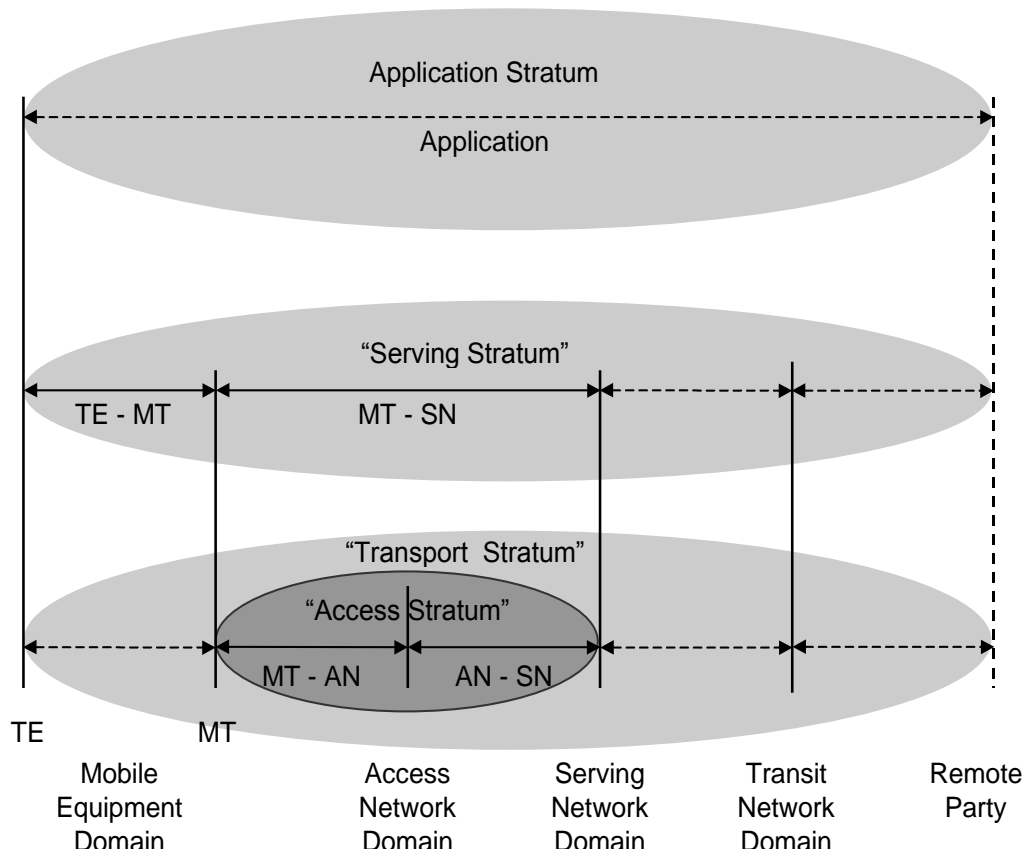 Application Stratum
Application
“Serving Stratum”
TE - MT
MT - SN
“Transport Stratum”
“Access Stratum”
MT - AN
AN - SN
TE
MT
Mobile
Equipment
Domain
Access
Network
Domain
Serving
Network
Domain
Transit
Network
Domain
Remote
Party